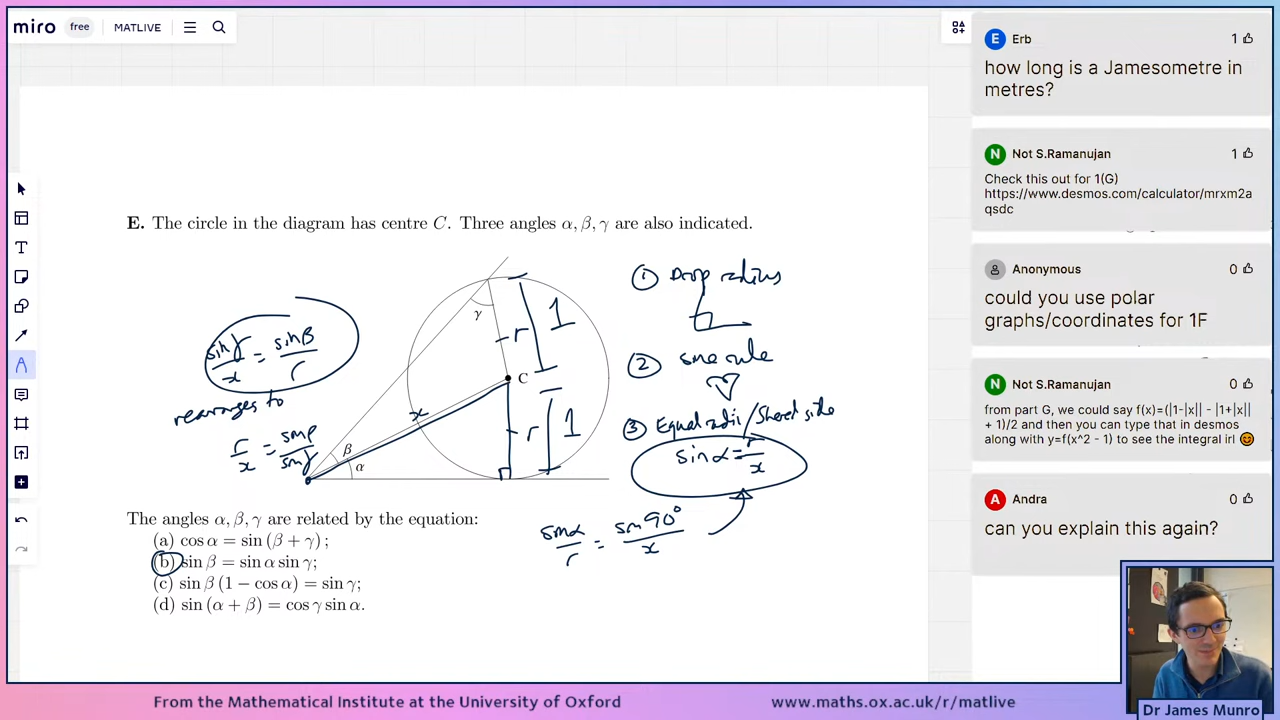 miro free MATLIVE
E. The circle in the diagram has centre C. Three angles α, β, γ are also indicated.
① Drop radius
② sine rule
③ Equal radii/Shared side
sin α = r/x
sin γ/x = sin β/r
rearranges to
r/x = sin β/sin γ
γ
r
1
C
x
r
1
β
α
sin α/r = sin 90°/x
The angles α, β, γ are related by the equation:
(a) cos α = sin (β + γ);
(b) sin β = sin α sin γ;
(c) sin β (1 − cos α) = sin γ;
(d) sin (α + β) = cos γ sin α.
E Erb 1
how long is a Jamesometre in
metres?
N Not S.Ramanujan 1
Check this out for 1(G)
https://www.desmos.com/calculator/mrxm2a
qsdc
Anonymous 0
could you use polar
graphs/coordinates for 1F
N Not S.Ramanujan 0
from part G, we could say f(x)=(|1-|x|| - |1+|x||
+ 1)/2 and then you can type that in desmos
along with y=f(x^2 - 1) to see the integral irl 😊
A Andra 0
can you explain this again?
From the Mathematical Institute at the University of Oxford
www.maths.ox.ac.uk/r/matlive
Dr James Munro